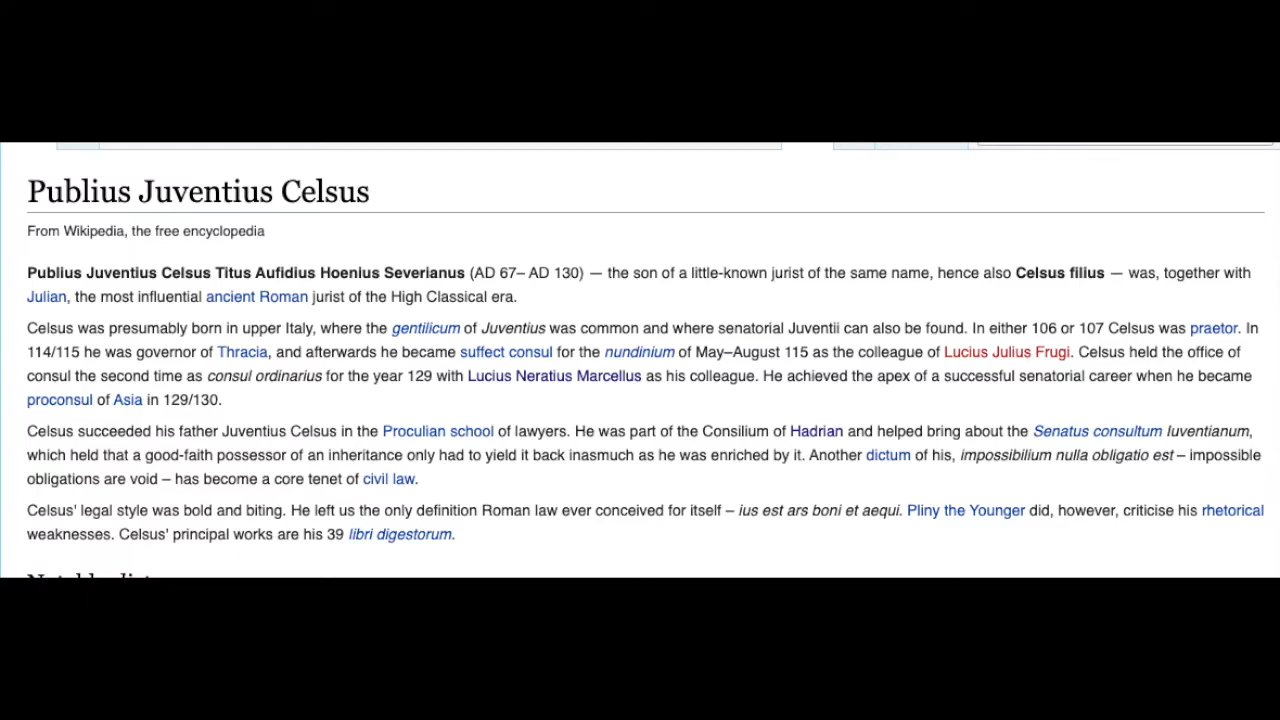 Publius Juventius Celsus
From Wikipedia, the free encyclopedia
Publius Juventius Celsus Titus Aufidius Hoenius Severianus (AD 67– AD 130) — the son of a little-known jurist of the same name, hence also Celsus filius — was, together with
Julian, the most influential ancient Roman jurist of the High Classical era.
Celsus was presumably born in upper Italy, where the gentilicum of Juventius was common and where senatorial Juventii can also be found. In either 106 or 107 Celsus was praetor. In
114/115 he was governor of Thracia, and afterwards he became suffect consul for the nundinium of May–August 115 as the colleague of Lucius Julius Frugi. Celsus held the office of
consul the second time as consul ordinarius for the year 129 with Lucius Neratius Marcellus as his colleague. He achieved the apex of a successful senatorial career when he became
proconsul of Asia in 129/130.
Celsus succeeded his father Juventius Celsus in the Proculian school of lawyers. He was part of the Consilium of Hadrian and helped bring about the Senatus consultum Iuventianum,
which held that a good-faith possessor of an inheritance only had to yield it back inasmuch as he was enriched by it. Another dictum of his, impossibilium nulla obligatio est – impossible
obligations are void – has become a core tenet of civil law.
Celsus' legal style was bold and biting. He left us the only definition Roman law ever conceived for itself – ius est ars boni et aequi. Pliny the Younger did, however, criticise his rhetorical
weaknesses. Celsus' principal works are his 39 libri digestorum.